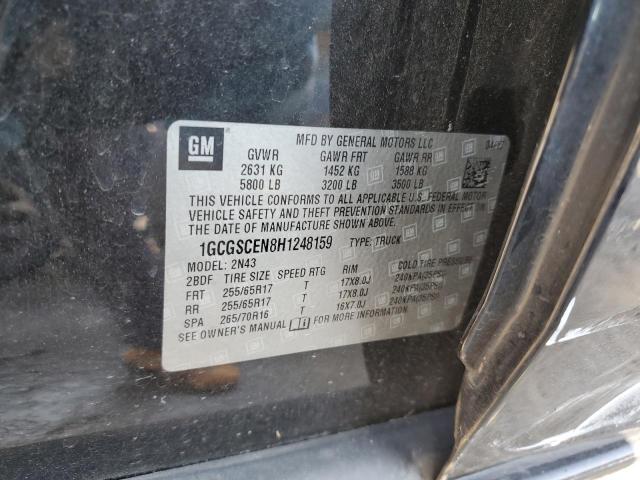 GM
MFD BY GENERAL MOTORS LLC
GVWR GAWR FRT GAWR RR
2631 KG 1452 KG 1588 KG
5800 LB 3200 LB 3500 LB
THIS VEHICLE CONFORMS TO ALL APPLICABLE U.S. FEDERAL MOTOR
VEHICLE SAFETY AND THEFT PREVENTION STANDARDS IN EFFECT ON
THE DATE OF MANUFACTURE SHOWN ABOVE.
1GCGSCEN8H1248159 TYPE: TRUCK
MODEL: 2N43
2BDF TIRE SIZE SPEED RTG RIM COLD TIRE PRESSURE
FRT 255/65R17 T 17X8.0J 240KPA(35PSI)
RR 255/65R17 T 17X8.0J 240KPA(35PSI)
SPA 265/70R16 T 16X7.0J 240KPA(35PSI)
SEE OWNER'S MANUAL FOR MORE INFORMATION.